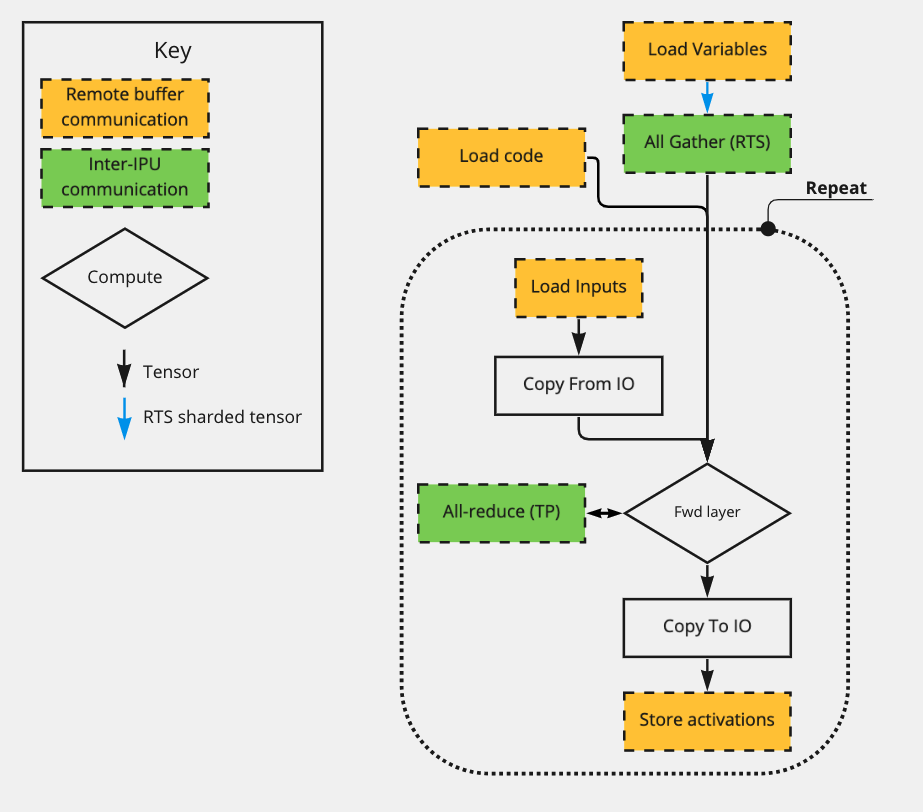 Key
Remote buffer
communication
Inter-IPU
communication
Compute
Tensor
RTS sharded tensor
Load Variables
All Gather (RTS)
Load code
Repeat
Load Inputs
Copy From IO
All-reduce (TP)
Fwd layer
Copy To IO
Store activations